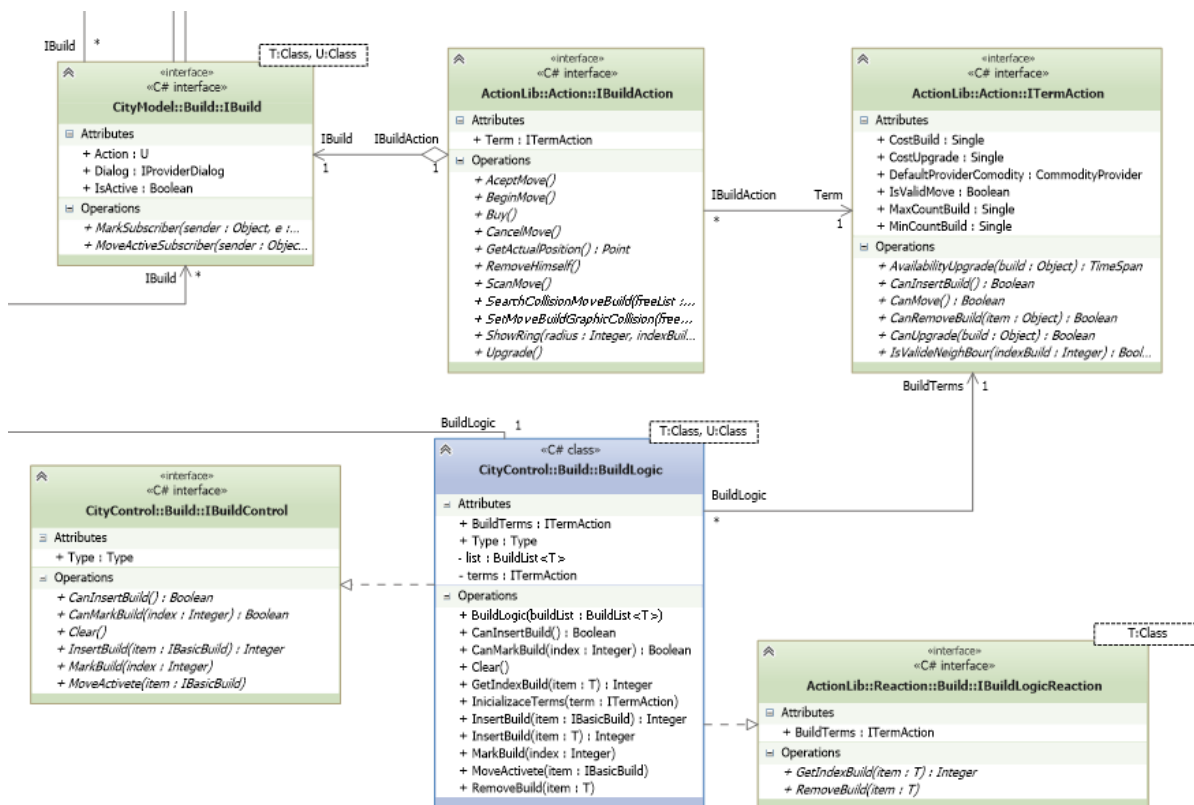 IBuild
*
T:Class, U:Class
«interface»
«C# interface»
CityModel::Build::IBuild
Attributes
+ Action : U
+ Dialog : IProviderDialog
+ IsActive : Boolean
Operations
+ MarkSubscriber(sender : Object, e :...
+ MoveActiveSubscriber(sender : Objec...
IBuild
*
IBuild
IBuildAction
1
1
«interface»
«C# interface»
ActionLib::Action::IBuildAction
Attributes
+ Term : ITermAction
Operations
+ AceptMove()
+ BeginMove()
+ Buy()
+ CancelMove()
+ GetActualPosition() : Point
+ RemoveHimself()
+ ScanMove()
+ SearchCollisionMoveBuild(freeList :...
+ SetMoveBuildGraphicCollision(free...
+ ShowRing(radius : Integer, indexBuil...
+ Upgrade()
IBuildAction
Term
*
1
«interface»
«C# interface»
ActionLib::Action::ITermAction
Attributes
+ CostBuild : Single
+ CostUpgrade : Single
+ DefaultProviderComodity : CommodityProvider
+ IsValidMove : Boolean
+ MaxCountBuild : Single
+ MinCountBuild : Single
Operations
+ AvailabilityUpgrade(build : Object) : TimeSpan
+ CanInsertBuild() : Boolean
+ CanMove() : Boolean
+ CanRemoveBuild(item : Object) : Boolean
+ CanUpgrade(build : Object) : Boolean
+ IsValideNeighBour(indexBuild : Integer) : Bool...
BuildTerms
1
BuildLogic
1
T:Class, U:Class
«interface»
«C# interface»
CityControl::Build::IBuildControl
Attributes
+ Type : Type
Operations
+ CanInsertBuild() : Boolean
+ CanMarkBuild(index : Integer) : Boolean
+ Clear()
+ InsertBuild(item : IBasicBuild) : Integer
+ MarkBuild(index : Integer)
+ MoveActivete(item : IBasicBuild)
«C# class»
CityControl::Build::BuildLogic
Attributes
+ BuildTerms : ITermAction
+ Type : Type
- list : BuildList<T>
- terms : ITermAction
Operations
+ BuildLogic(buildList : BuildList<T>)
+ CanInsertBuild() : Boolean
+ CanMarkBuild(index : Integer) : Boolean
+ Clear()
+ GetIndexBuild(item : T) : Integer
+ InicializaceTerms(term : ITermAction)
+ InsertBuild(item : IBasicBuild) : Integer
+ InsertBuild(item : T) : Integer
+ MarkBuild(index : Integer)
+ MoveActivete(item : IBasicBuild)
+ RemoveBuild(item : T)
BuildLogic
*
T:Class
«interface»
«C# interface»
ActionLib::Reaction::Build::IBuildLogicReaction
Attributes
+ BuildTerms : ITermAction
Operations
+ GetIndexBuild(item : T) : Integer
+ RemoveBuild(item : T)